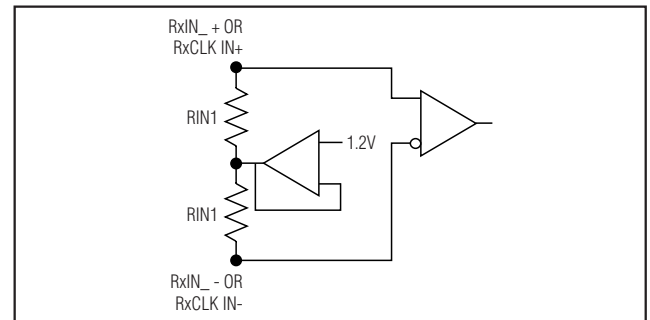 RxIN_ + OR
RxCLK IN+
RIN1
1.2V
RIN1
RxIN_ - OR
RxCLK IN-